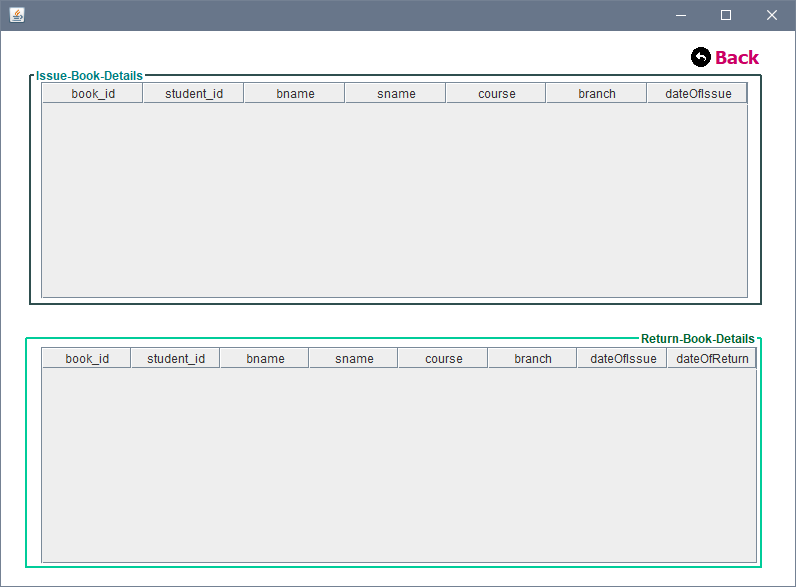 Back
Issue-Book-Details
book_id student_id bname sname course branch dateOfIssue
Return-Book-Details
book_id student_id bname sname course branch dateOfIssue dateOfReturn